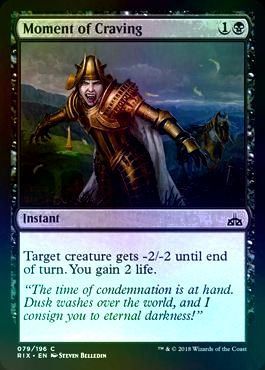 Moment of Craving 1
Instant
Target creature gets -2/-2 until end
of turn. You gain 2 life.
“The time of condemnation is at hand.
Dusk washes over the world, and I
consign you to eternal darkness!”
079/196 C
RIX • EN Steven Belledin
™ & © 2018 Wizards of the Coast